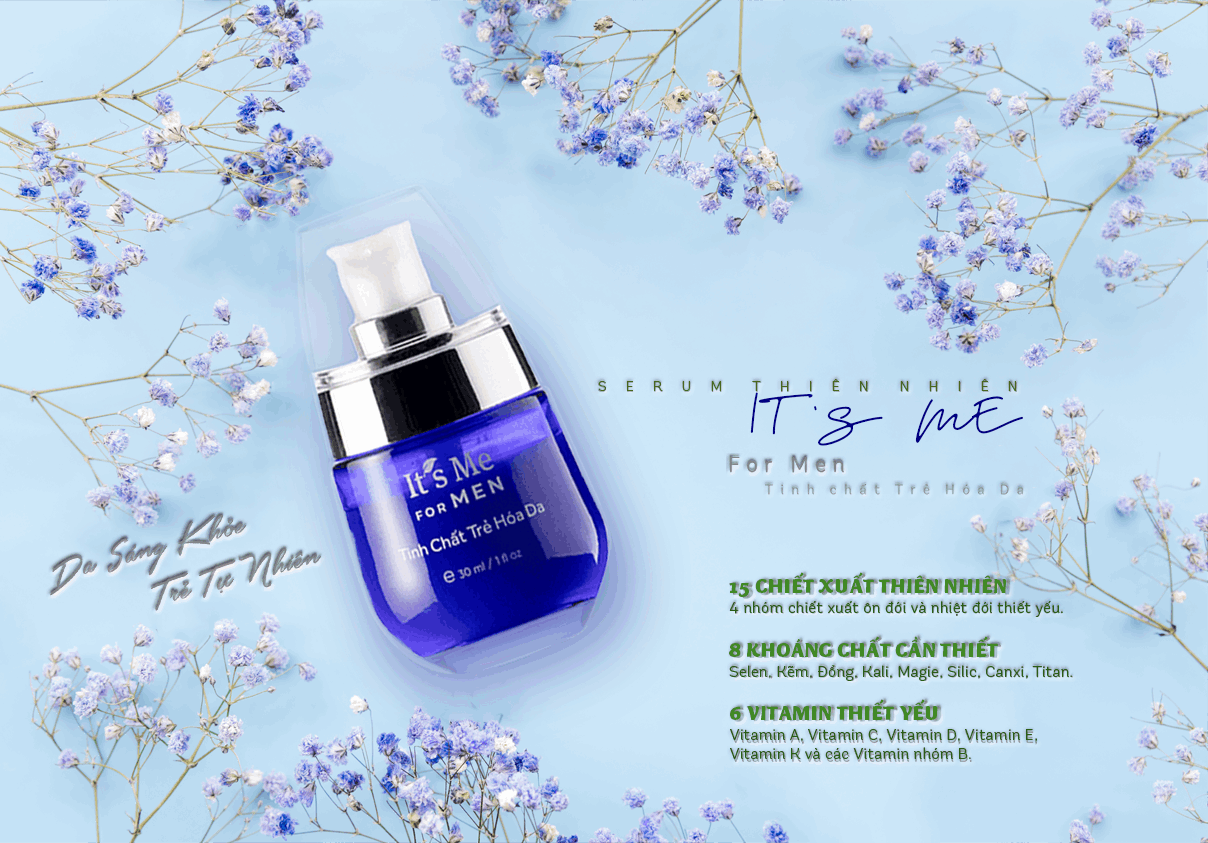 SERUM THIÊN NHIÊN
IT's ME
For Men
Tinh chất Trẻ Hóa Da
It's Me
FOR MEN
Tinh Chất Trẻ Hóa Da
e 30 ml / 1 fl oz
Da Sáng Khỏe
Trẻ Tự Nhiên
15 CHIẾT XUẤT THIÊN NHIÊN
4 nhóm chiết xuất ôn đôi và nhiệt đôi thiết yếu.
8 KHOÁNG CHẤT CẦN THIẾT
Selen, Kẽm, Đồng, Kali, Magie, Silic, Canxi, Titan.
6 VITAMIN THIẾT YẾU
Vitamin A, Vitamin C, Vitamin D, Vitamin E,
Vitamin K và các Vitamin nhóm B.